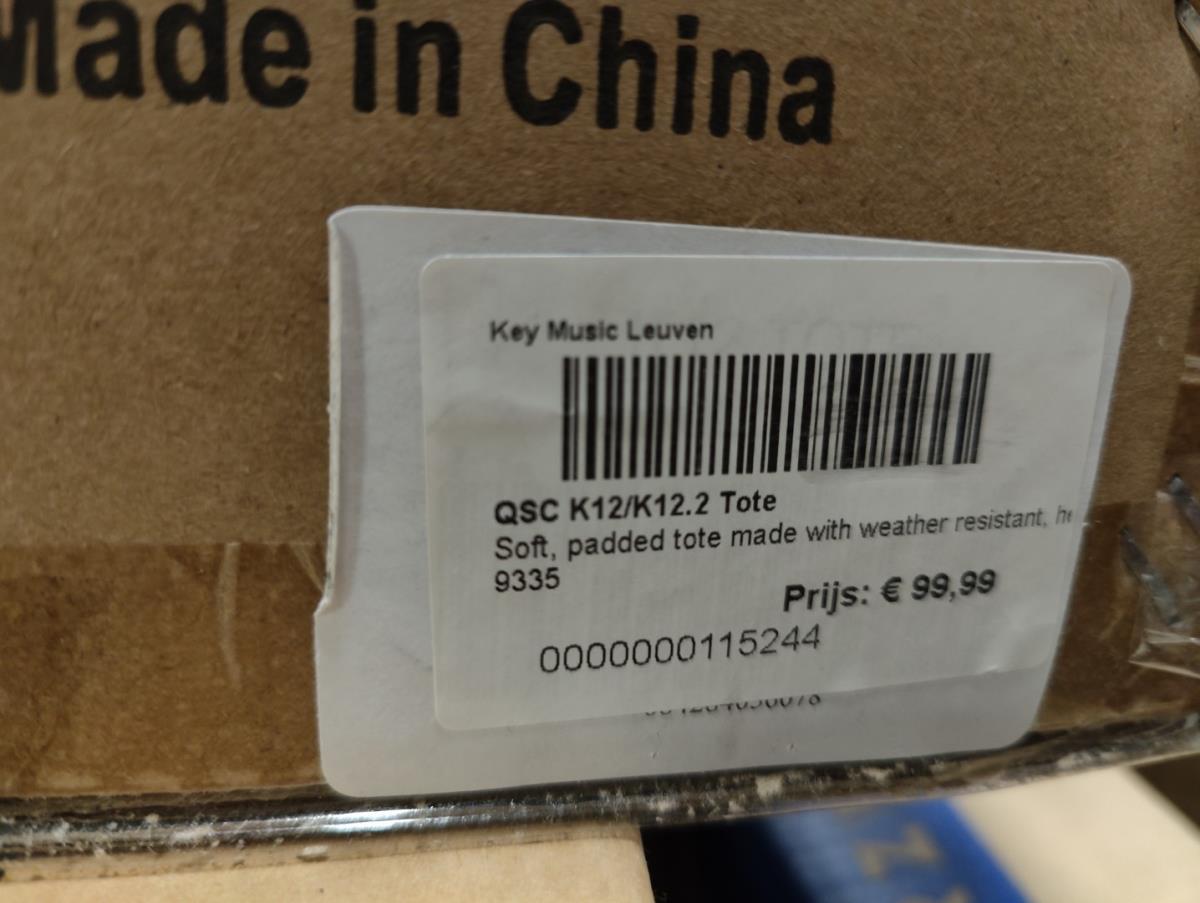 Made in China
Key Music Leuven
QSC K12/K12.2 Tote
Soft, padded tote made with weather resistant,
9335
Prijs: € 99,99
0000000115244